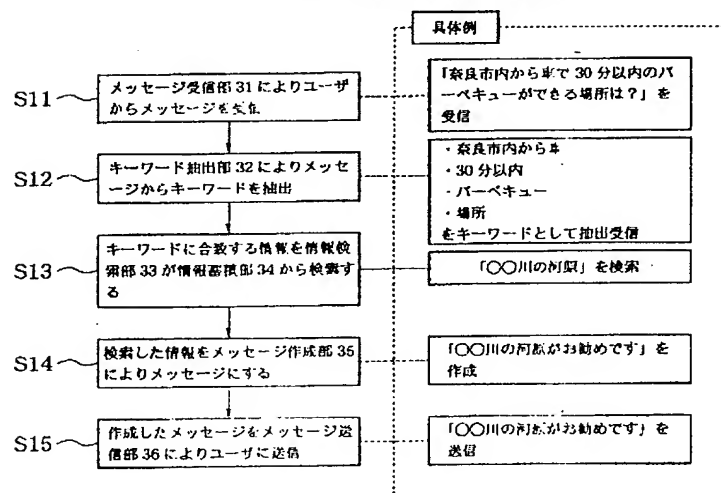 具体例
S11
メッセージ受信部31によりユーザ
からメッセージを受信
「奈良市内から車で30分以内のバ
ーベキューができる場所は?」を
受信
S12
キーワード抽出部32によりメッセ
ージからキーワードを抽出
・奈良市内から車
・30分以内
・バーベキュー
・場所
をキーワードとして抽出受信
S13
キーワードに合致する情報を情報検
索部33が情報蓄積部34から検索す
る
「〇〇川の河原」を検索
S14
検索した情報をメッセージ作成部35
によりメッセージにする
「〇〇川の河原がお勧めです」を
作成
S15
作成したメッセージをメッセージ送
信部36によりユーザに送信
「〇〇川の河原がお勧めです」を
送信